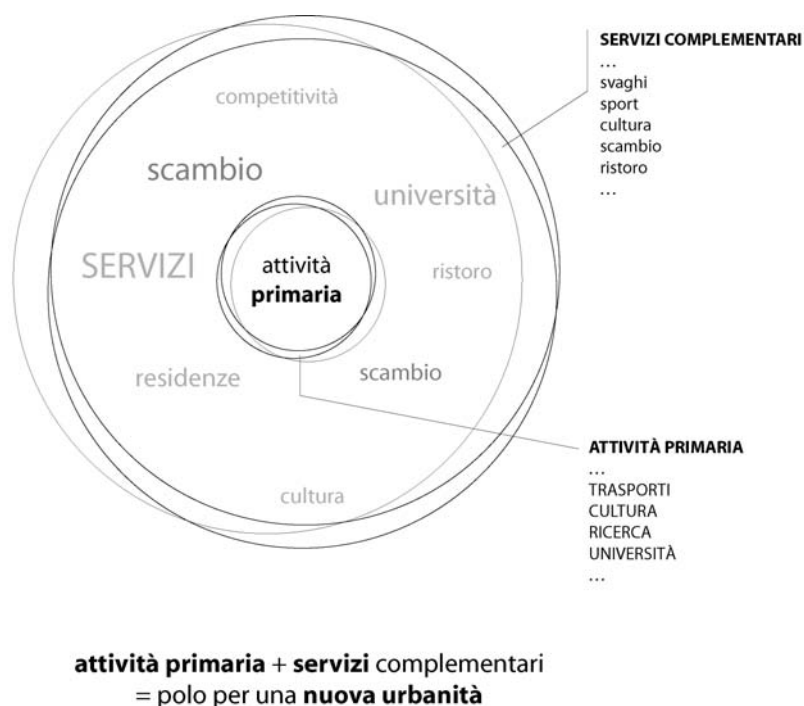 SERVIZI COMPLEMENTARI
...
svaghi
sport
cultura
scambio
ristoro
...
competitività
scambio
università
SERVIZI
attività
primaria
ristoro
residenze
scambio
cultura
ATTIVITÀ PRIMARIA
...
TRASPORTI
CULTURA
RICERCA
UNIVERSITÀ
...
attività primaria + servizi complementari
= polo per una nuova urbanità